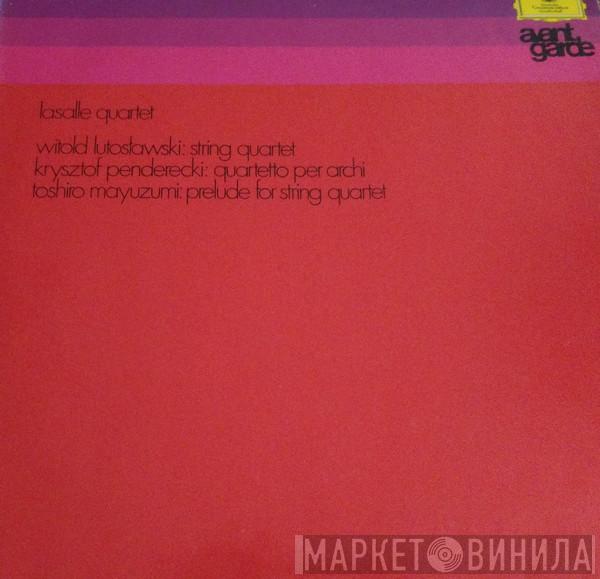 avant
garde
lasalle quartet
witold lutosławski: string quartet
krysztof penderecki: quartetto per archi
toshiro mayuzumi: prelude for string quartet
МАРКЕТ ВИНИЛА